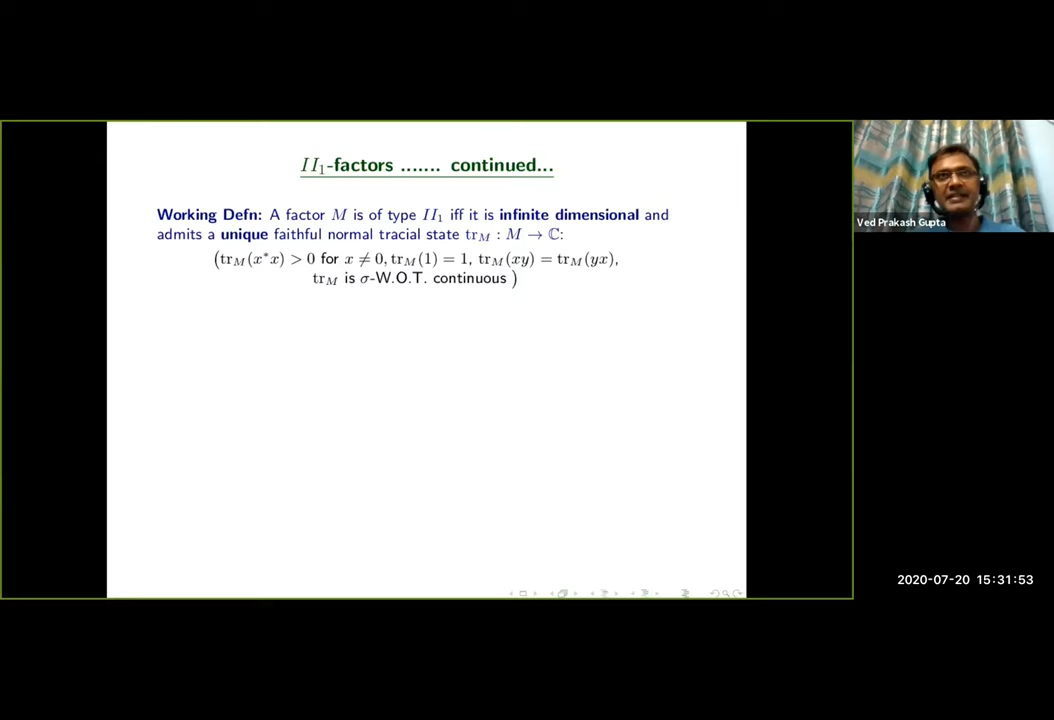 II₁-factors ....... continued...
Working Defn: A factor M is of type II₁ iff it is infinite dimensional and
admits a unique faithful normal tracial state tr_M : M → ℂ:
(tr_M(x*x) > 0 for x ≠ 0, tr_M(1) = 1, tr_M(xy) = tr_M(yx),
tr_M is σ-W.O.T. continuous )
Ved Prakash Gupta
2020-07-20 15:31:53